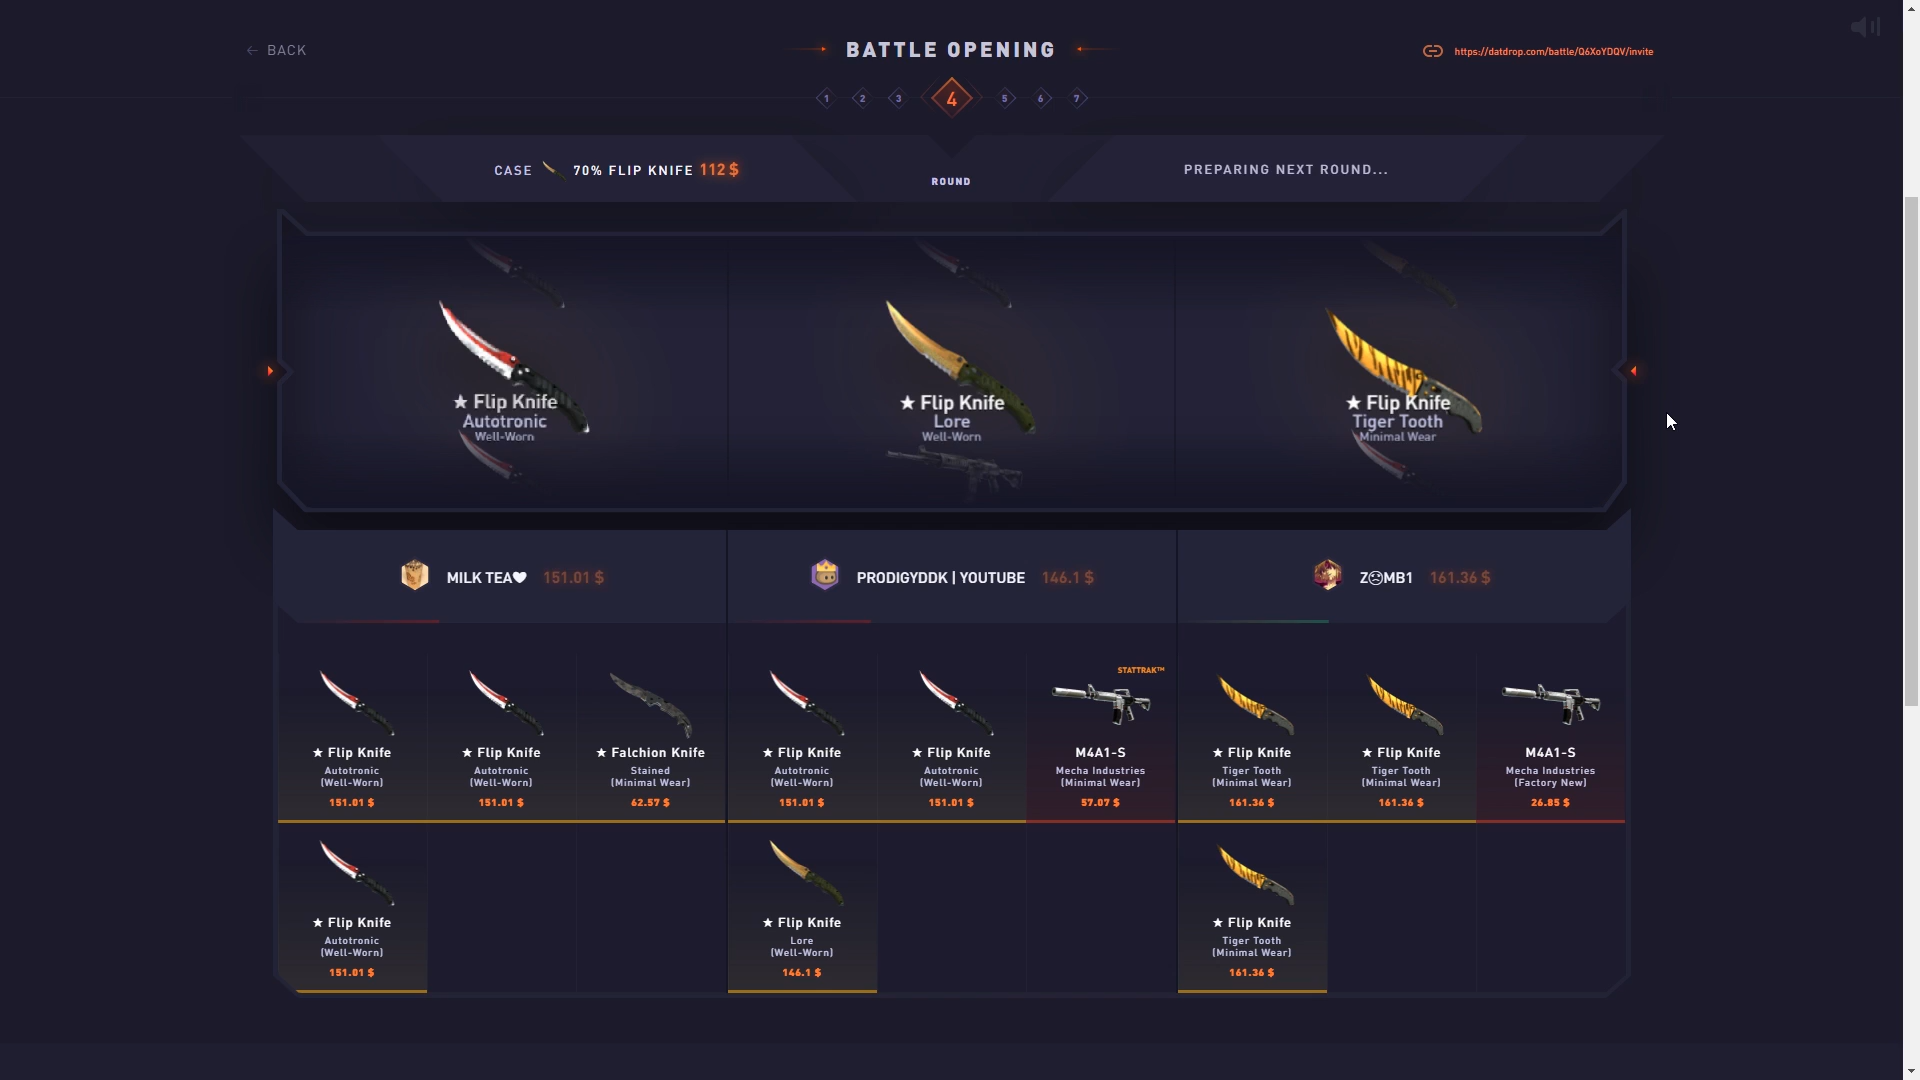 ← BACK
BATTLE OPENING
https://datdrop.com/battle/Q6XoYDQV/invite
1 2 3 4 5 6 7
CASE 70% FLIP KNIFE 112 $
ROUND
PREPARING NEXT ROUND...
★ Flip Knife
Autotronic
Well-Worn
★ Flip Knife
Lore
Well-Worn
★ Flip Knife
Tiger Tooth
Minimal Wear
MILK TEA♥ 151.01 $
PRODIGYDDK | YOUTUBE 146.1 $
Z☹MB1 161.36 $
★ Flip Knife
Autotronic
(Well-Worn)
151.01 $
★ Flip Knife
Autotronic
(Well-Worn)
151.01 $
★ Falchion Knife
Stained
(Minimal Wear)
62.57 $
★ Flip Knife
Autotronic
(Well-Worn)
151.01 $
★ Flip Knife
Autotronic
(Well-Worn)
151.01 $
STATTRAK™
M4A1-S
Mecha Industries
(Minimal Wear)
57.07 $
★ Flip Knife
Tiger Tooth
(Minimal Wear)
161.36 $
★ Flip Knife
Tiger Tooth
(Minimal Wear)
161.36 $
M4A1-S
Mecha Industries
(Factory New)
26.85 $
★ Flip Knife
Autotronic
(Well-Worn)
151.01 $
★ Flip Knife
Lore
(Well-Worn)
146.1 $
★ Flip Knife
Tiger Tooth
(Minimal Wear)
161.36 $